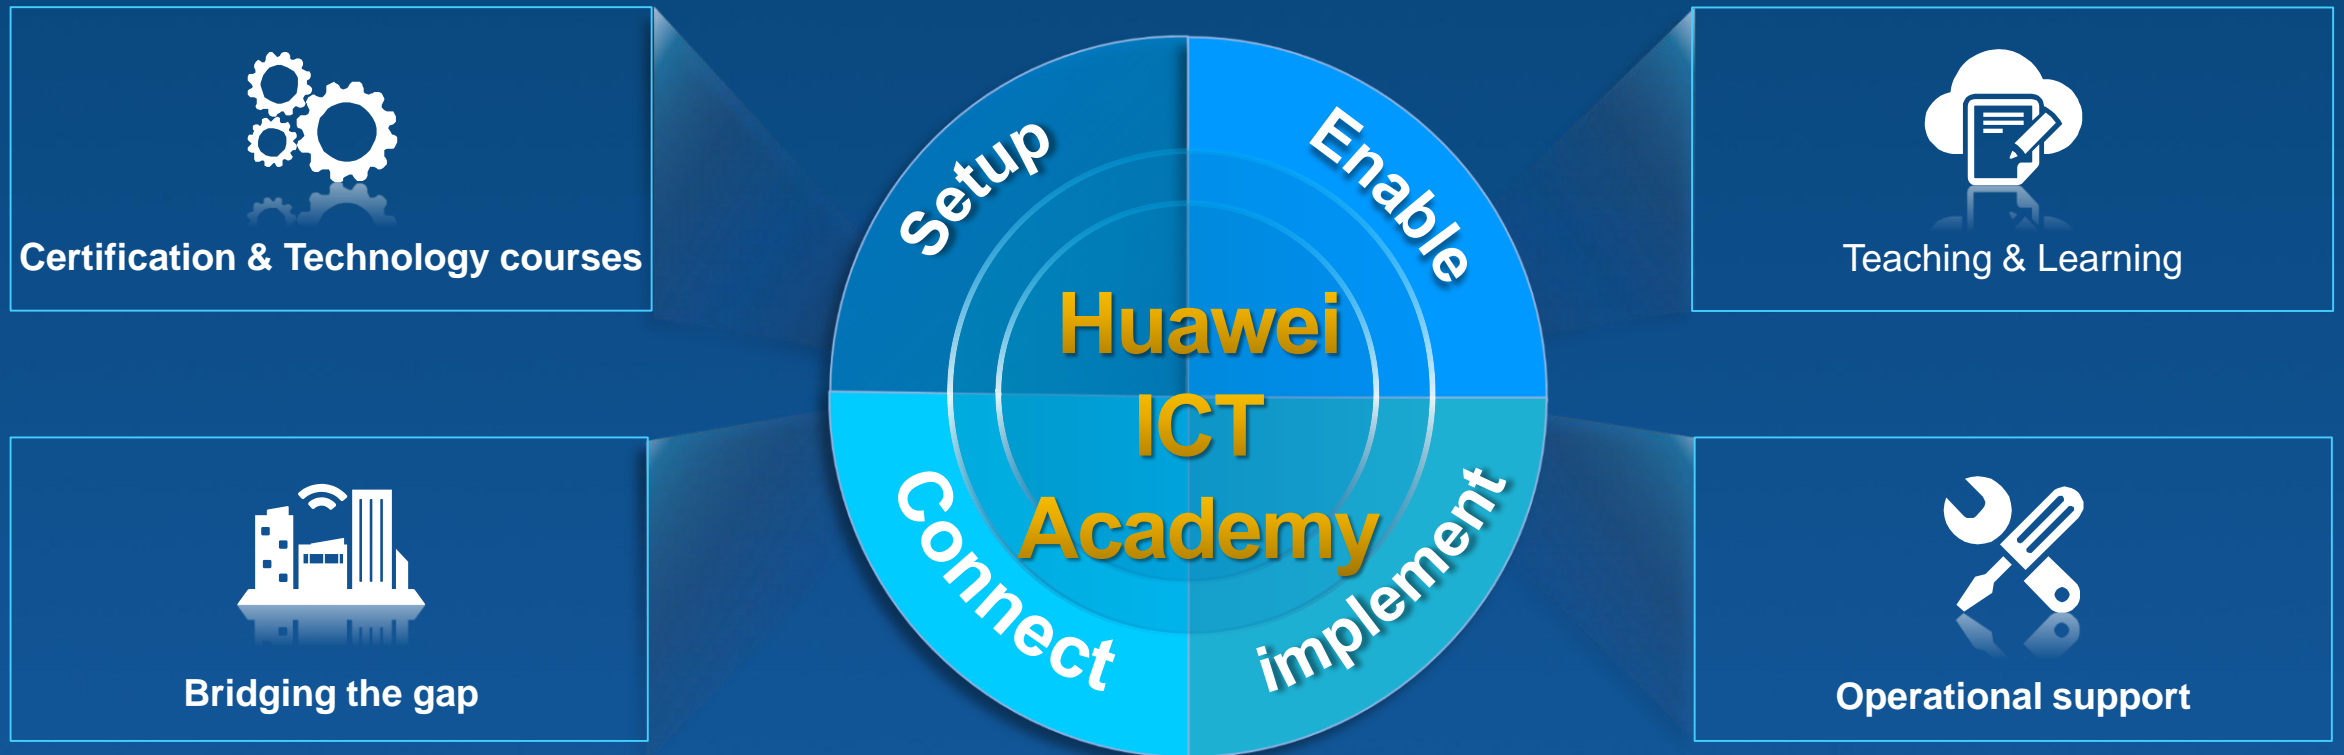 Certification & Technology courses
Setup
Enable
Teaching & Learning
Huawei
ICT
Academy
Connect
implement
Bridging the gap
Operational support